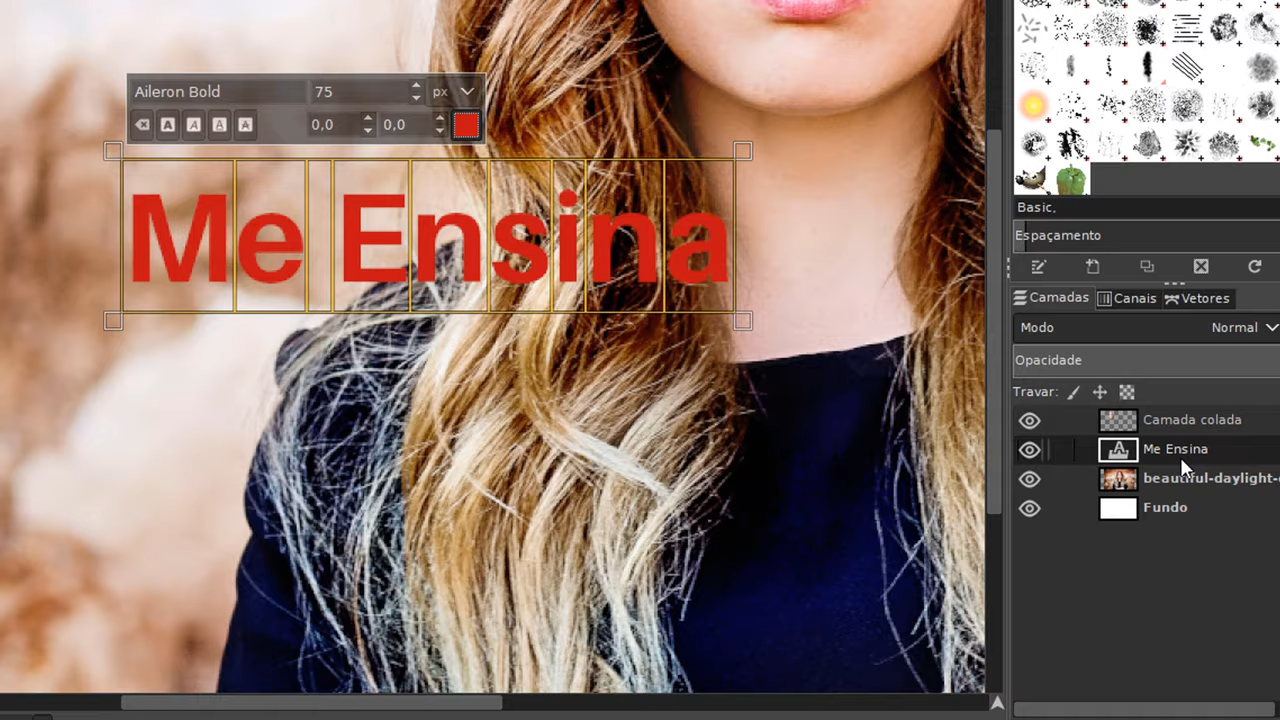 Aileron Bold 75 px
0,0 0,0
Me Ensina
Basic,
Espaçamento
Camadas Canais Vetores
Modo Normal
Opacidade
Travar:
Camada colada
Me Ensina
beautiful-daylight-
Fundo